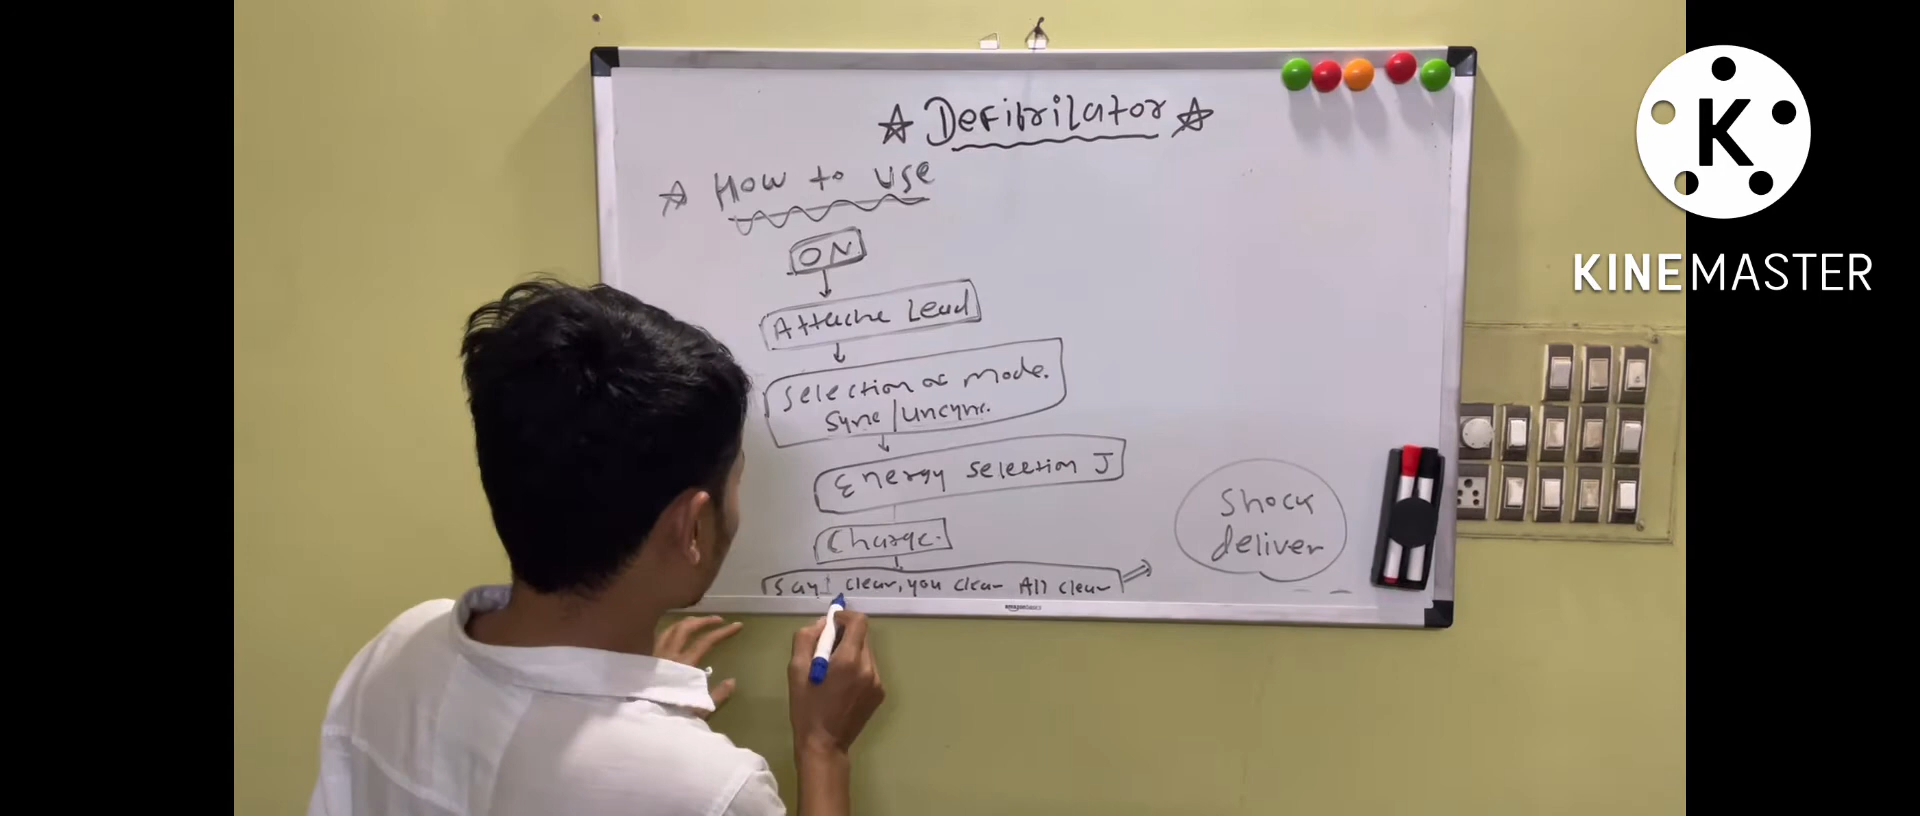 ☆ Defibrilator ☆
☆ How to use
ON
Attache Lead
Selection of mode.
Sync/Uncync.
Energy selection J
Charge.
Say I clear, you clear All clear
Shock
deliver
amazonbasics
K
KINEMASTER